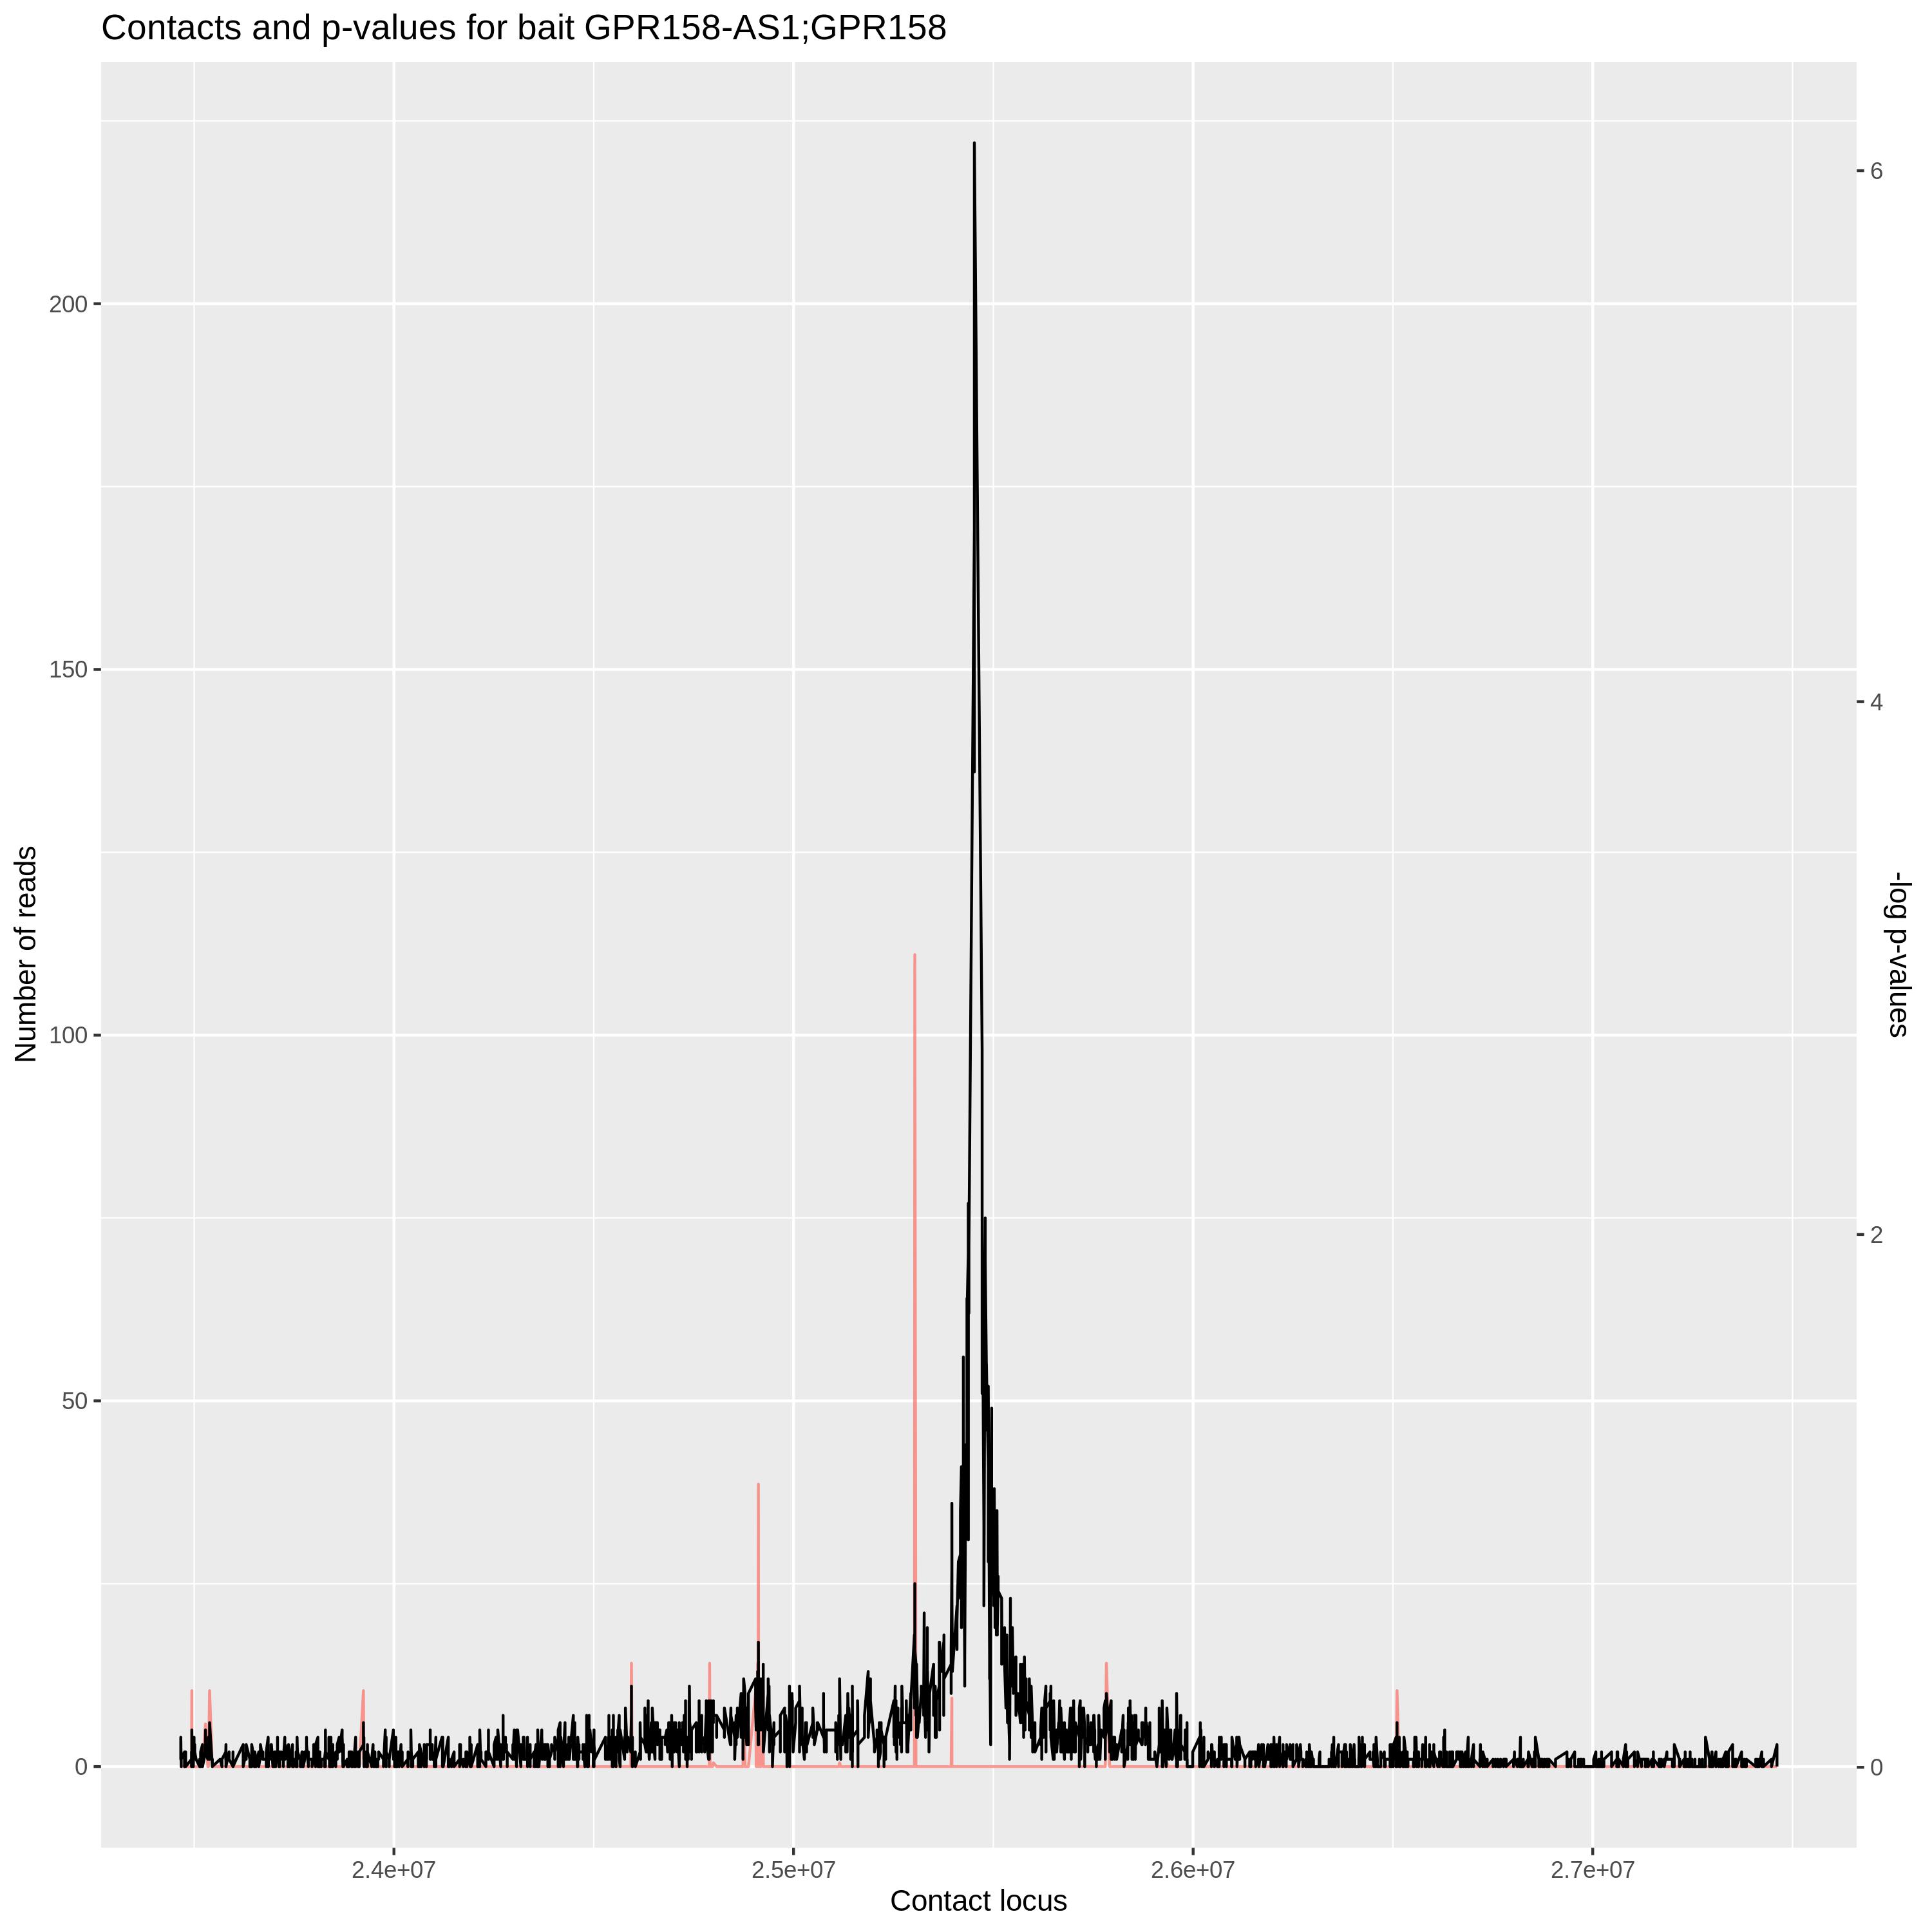 Contacts and p-values for bait GPR158-AS1;GPR158
Number of reads
200
150
100
50
0
6
4
2
0
-log p-values
2.4e+07 2.5e+07 2.6e+07 2.7e+07
Contact locus